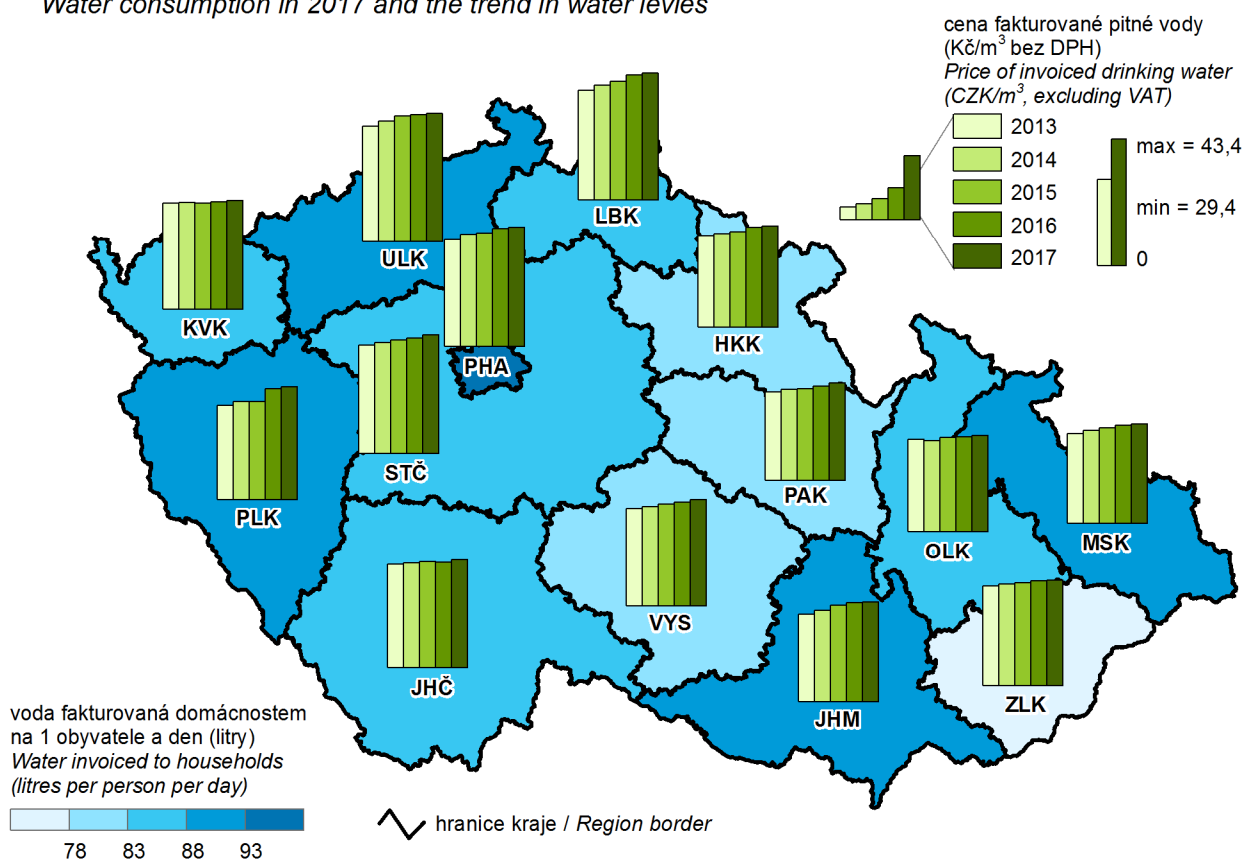 Water consumption in 2017 and the trend in water levies
cena fakturované pitné vody
(Kč/m³ bez DPH)
Price of invoiced drinking water
(CZK/m³, excluding VAT)
2013
2014
2015
2016
2017
max = 43,4
min = 29,4
0
LBK
ULK
KVK
HKK
PHA
STČ
PAK
PLK
OLK
MSK
VYS
JHČ
ZLK
JHM
voda fakturovaná domácnostem
na 1 obyvatele a den (litry)
Water invoiced to households
(litres per person per day)
78 83 88 93
hranice kraje / Region border